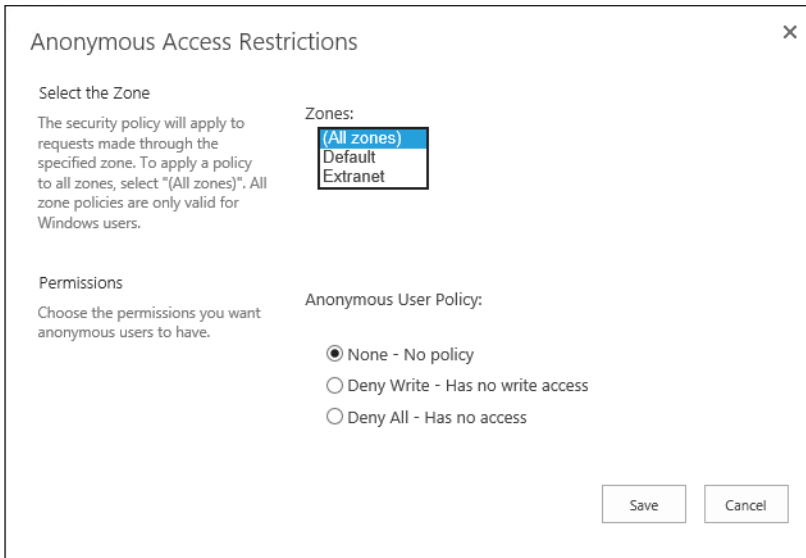 Anonymous Access Restrictions
Select the Zone
The security policy will apply to
requests made through the
specified zone. To apply a policy
to all zones, select "(All zones)". All
zone policies are only valid for
Windows users.
Zones:
(All zones)
Default
Extranet
Permissions
Choose the permissions you want
anonymous users to have.
Anonymous User Policy:
None - No policy
Deny Write - Has no write access
Deny All - Has no access
Save
Cancel